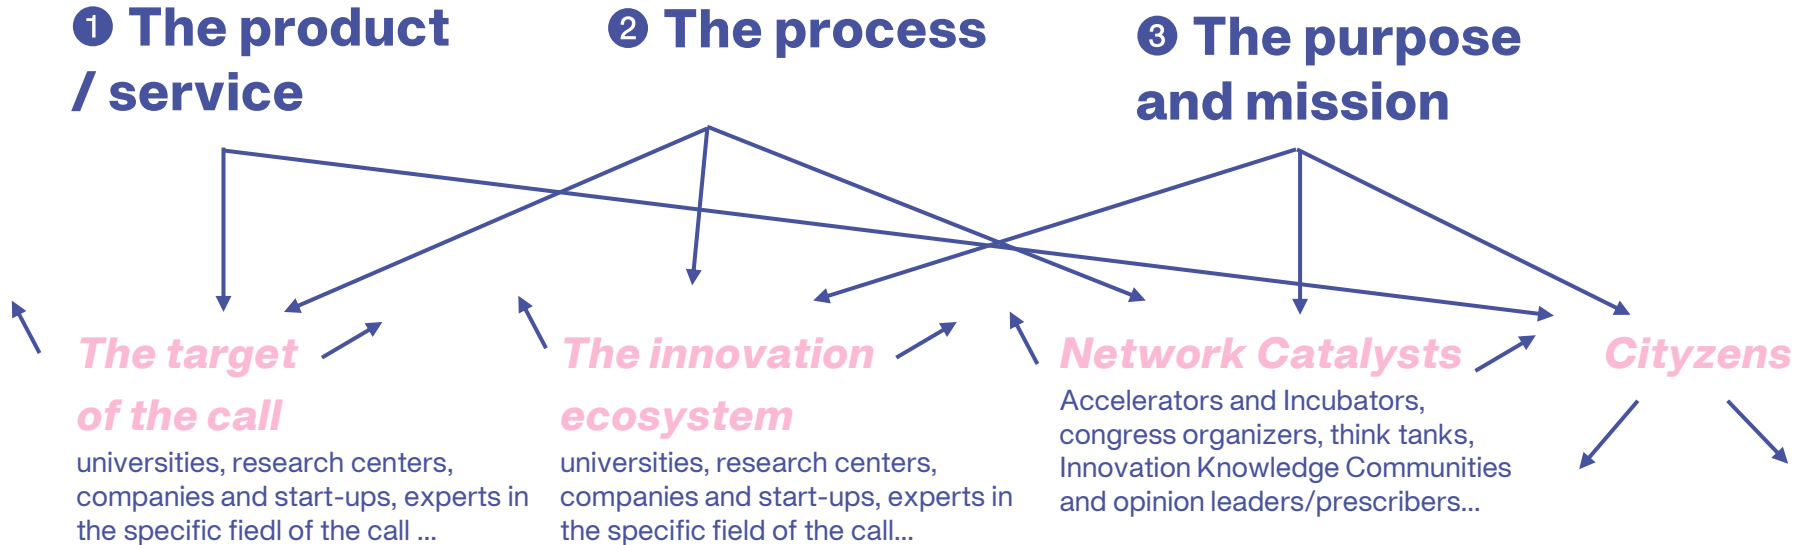 ❶ The product
/ service
❷ The process
❸ The purpose
and mission
The target
of the call
universities, research centers,
companies and start-ups, experts in
the specific fiedl of the call ...
The innovation
ecosystem
universities, research centers,
companies and start-ups, experts in
the specific field of the call...
Network Catalysts
Accelerators and Incubators,
congress organizers, think tanks,
Innovation Knowledge Communities
and opinion leaders/prescribers...
Cityzens